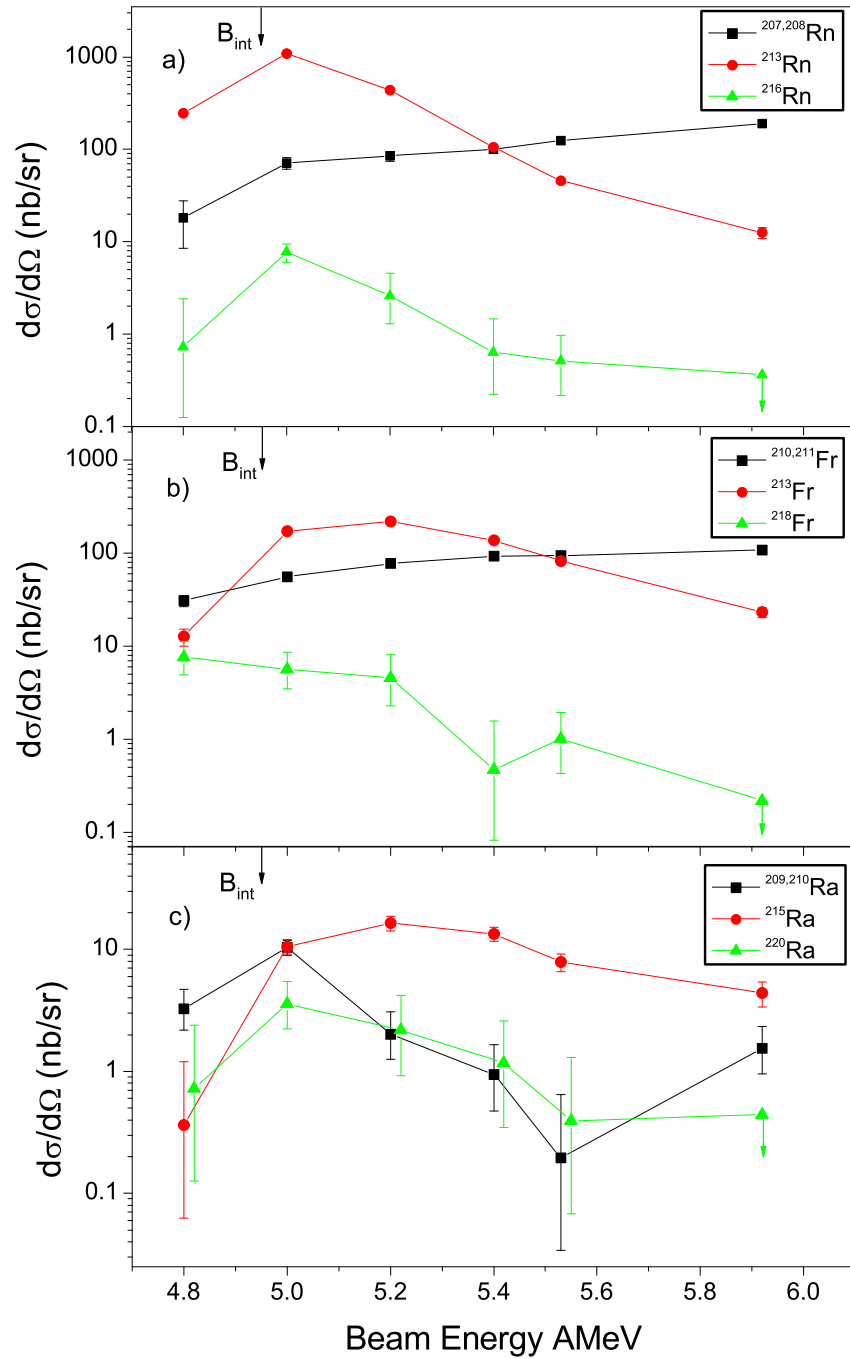 B_int
a)
207,208Rn
213Rn
216Rn
1000
100
10
1
0.1
dσ/dΩ (nb/sr)
B_int
b)
210,211Fr
213Fr
218Fr
1000
100
10
1
0.1
dσ/dΩ (nb/sr)
B_int
c)
209,210Ra
215Ra
220Ra
10
1
0.1
dσ/dΩ (nb/sr)
4.8 5.0 5.2 5.4 5.6 5.8 6.0
Beam Energy AMeV